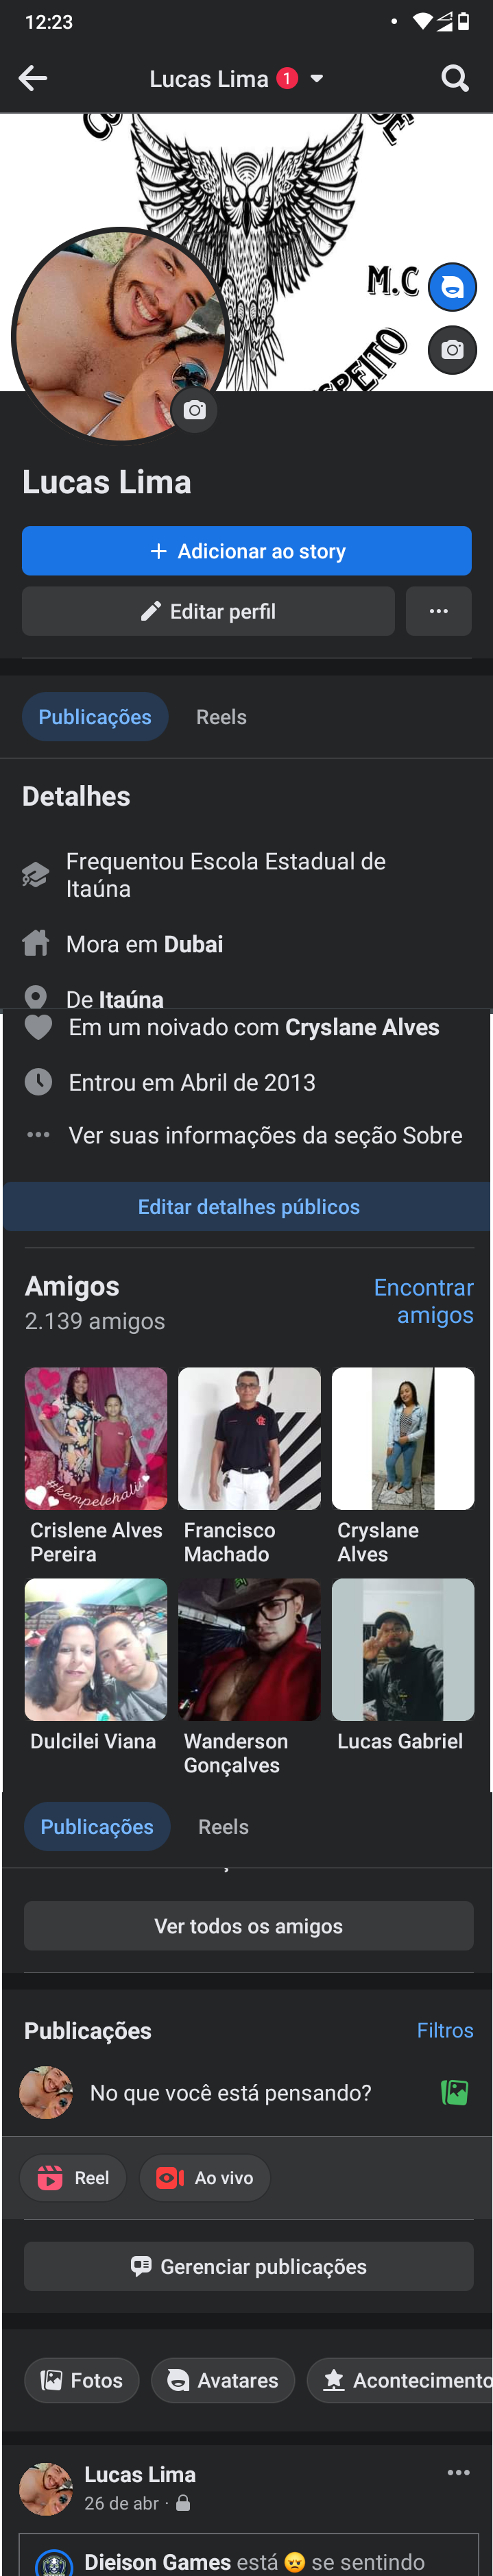 12:23
Lucas Lima 1
M.C
SPEITO
Lucas Lima
+ Adicionar ao story
Editar perfil
Publicações Reels
Detalhes
Frequentou Escola Estadual de
Itaúna
Mora em Dubai
De Itaúna
Em um noivado com Cryslane Alves
Entrou em Abril de 2013
Ver suas informações da seção Sobre
Editar detalhes públicos
Amigos
Encontrar
amigos
2.139 amigos
#kempelehalii
Crislene Alves
Pereira
Francisco
Machado
Cryslane
Alves
Dulcilei Viana
Wanderson
Gonçalves
Lucas Gabriel
Publicações Reels
Ver todos os amigos
Publicações Filtros
No que você está pensando?
Reel Ao vivo
Gerenciar publicações
Fotos Avatares Acontecimento
Lucas Lima
26 de abr ·
Dieison Games está 😠 se sentindo